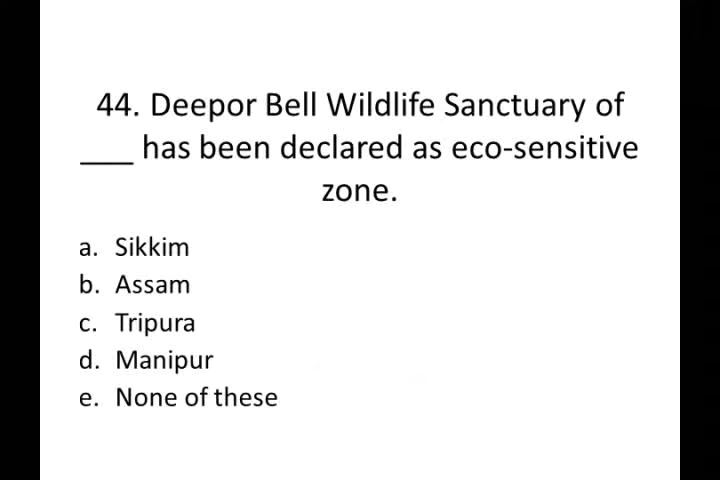 44. Deepor Bell Wildlife Sanctuary of
___ has been declared as eco-sensitive
zone.
a. Sikkim
b. Assam
c. Tripura
d. Manipur
e. None of these